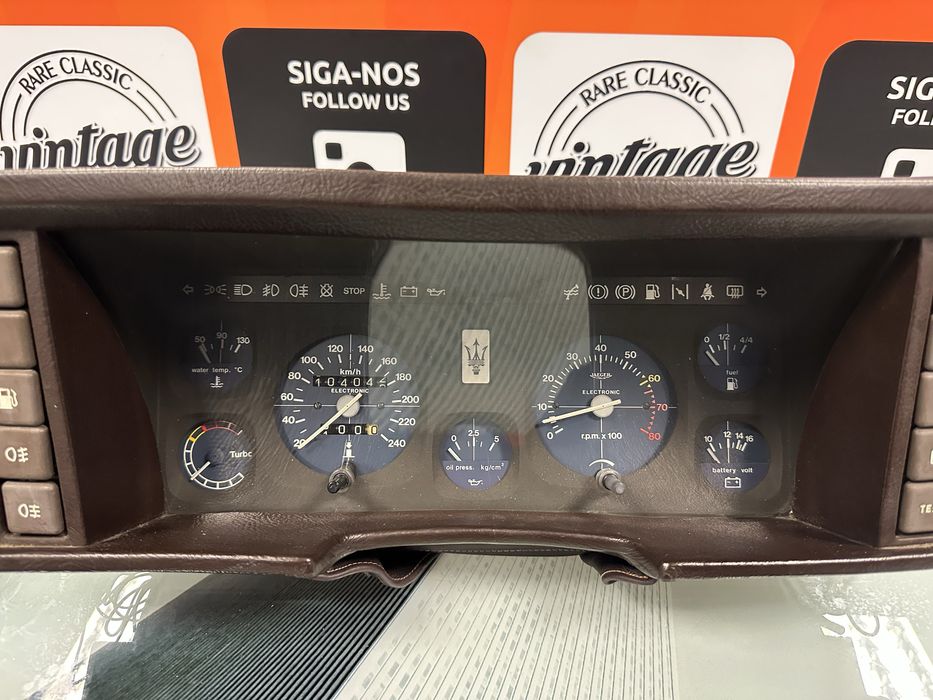 RARE CLASSIC
vintage
SIGA-NOS
FOLLOW US
RARE CLASSIC
vintage
STOP
50 90 130
water temp. °C
Turbo
20 40 60 80 100 120 140 160 180 200 220 240
km/h
10404
ELECTRONIC
0 2,5 5
oil press. kg/cm²
0 10 20 30 40 50 60 70 80
JAEGER
ELECTRONIC
r.p.m. x 100
0 1/2 4/4
fuel
10 12 14 16
battery volt